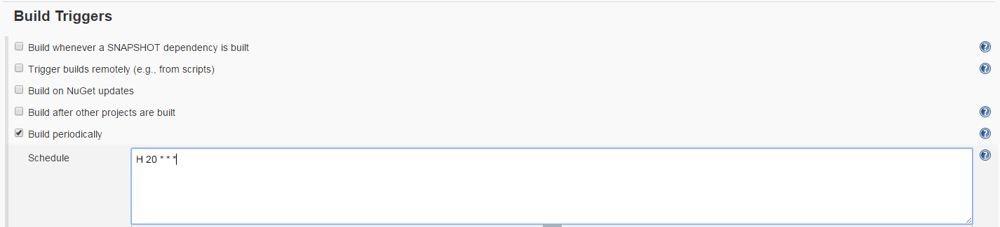 Build Triggers
Build whenever a SNAPSHOT dependency is built
?
Trigger builds remotely (e.g., from scripts)
?
Build on NuGet updates
Build after other projects are built
?
Build periodically
?
Schedule
H 20 * * *
?